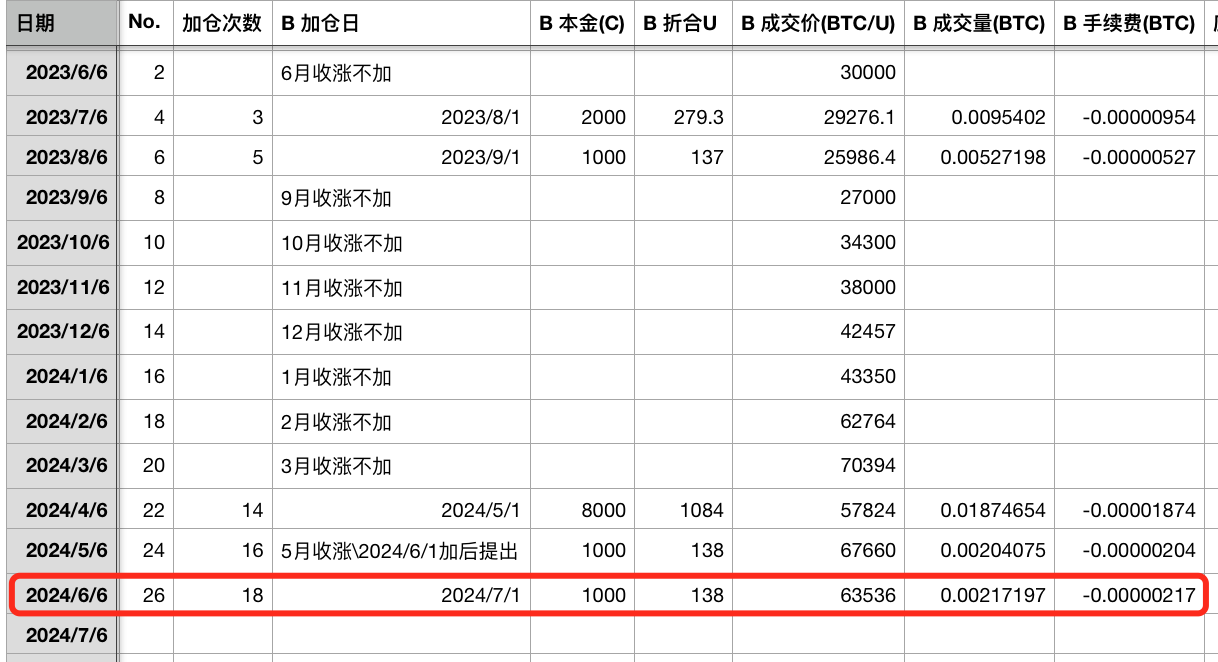 日期 No. 加仓次数 B 加仓日 B 本金(C) B 折合U B 成交价(BTC/U) B 成交量(BTC) B 手续费(BTC)
2023/6/6 2 6月收涨不加 30000
2023/7/6 4 3 2023/8/1 2000 279.3 29276.1 0.0095402 -0.00000954
2023/8/6 6 5 2023/9/1 1000 137 25986.4 0.00527198 -0.00000527
2023/9/6 8 9月收涨不加 27000
2023/10/6 10 10月收涨不加 34300
2023/11/6 12 11月收涨不加 38000
2023/12/6 14 12月收涨不加 42457
2024/1/6 16 1月收涨不加 43350
2024/2/6 18 2月收涨不加 62764
2024/3/6 20 3月收涨不加 70394
2024/4/6 22 14 2024/5/1 8000 1084 57824 0.01874654 -0.00001874
2024/5/6 24 16 5月收涨\2024/6/1加后提出 1000 138 67660 0.00204075 -0.00000204
2024/6/6 26 18 2024/7/1 1000 138 63536 0.00217197 -0.00000217
2024/7/6